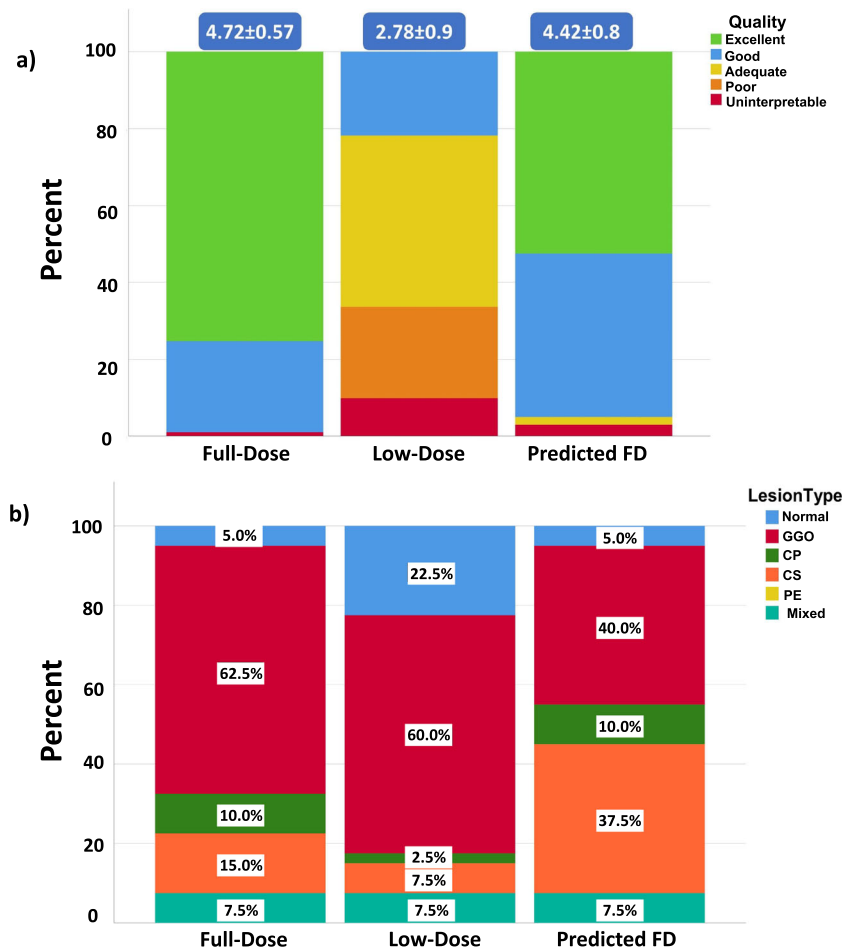 a)
4.72±0.57
2.78±0.9
4.42±0.8
Quality
Excellent
Good
Adequate
Poor
Uninterpretable
Percent
100
80
60
40
20
0
Full-Dose
Low-Dose
Predicted FD
b)
LesionType
Normal
GGO
CP
CS
PE
Mixed
Percent
100
80
60
40
20
0
5.0%
62.5%
10.0%
15.0%
7.5%
22.5%
60.0%
2.5%
7.5%
7.5%
5.0%
40.0%
10.0%
37.5%
7.5%
Full-Dose
Low-Dose
Predicted FD